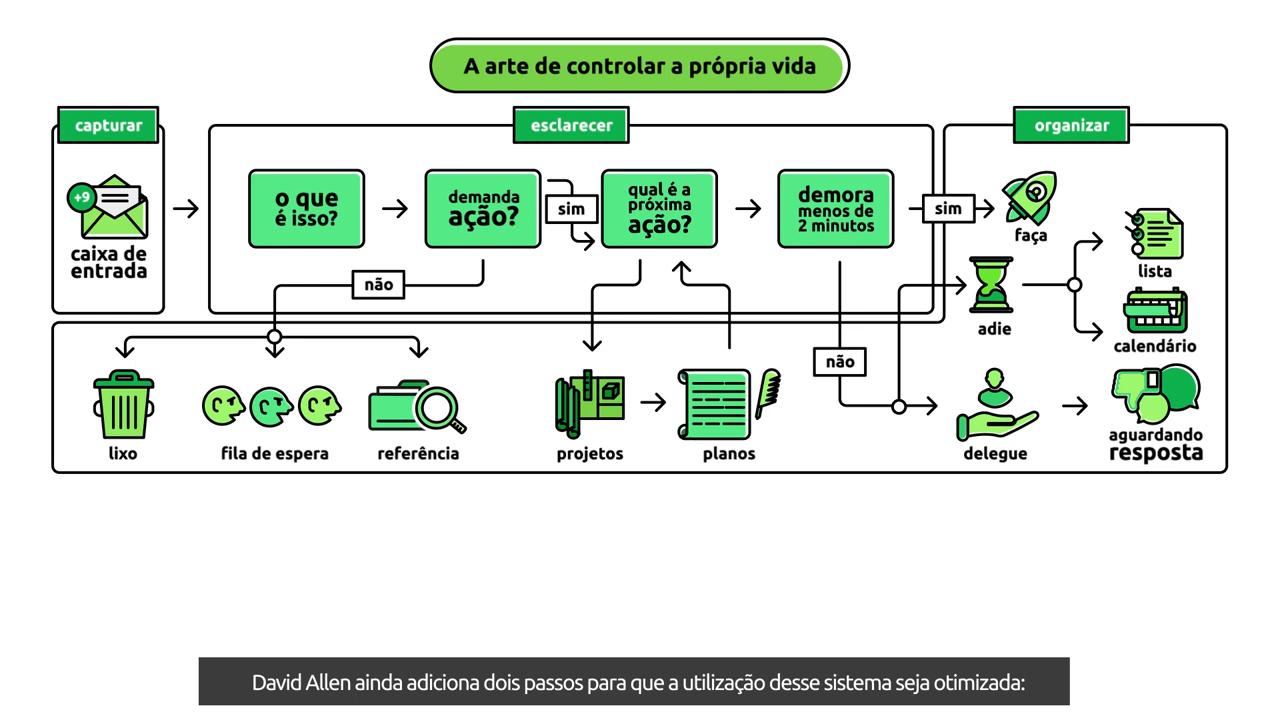 A arte de controlar a própria vida
capturar
esclarecer
organizar
+9
caixa de
entrada
o que
é isso?
demanda
ação?
sim
qual é a
próxima
ação?
demora
menos de
2 minutos
sim
faça
lista
não
adie
calendário
não
lixo
fila de espera
referência
projetos
planos
delegue
aguardando
resposta
David Allen ainda adiciona dois passos para que a utilização desse sistema seja otimizada: